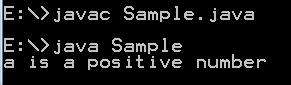 E:\>javac Sample.java
E:\>java Sample
a is a positive number